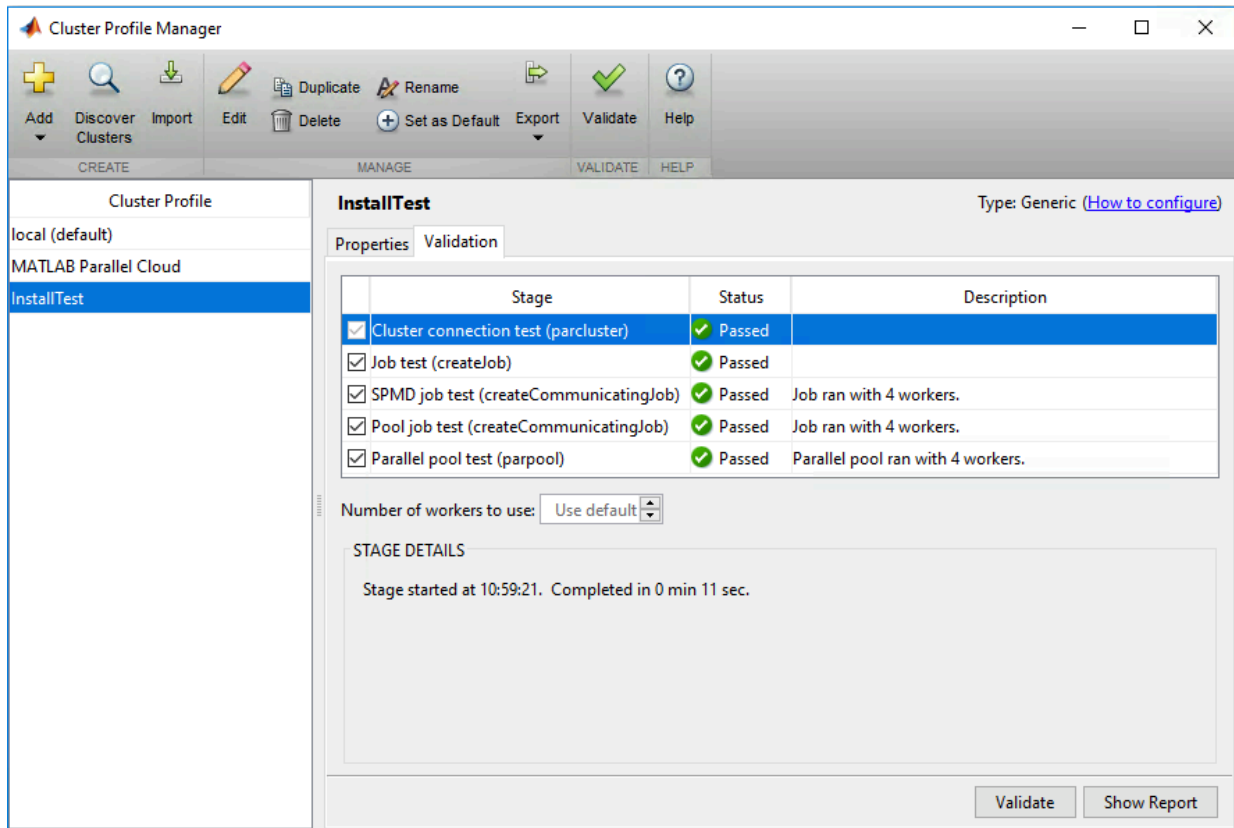 Cluster Profile Manager
Add
Discover Clusters
Import
Edit
Duplicate
Delete
Rename
Set as Default
Export
Validate
Help
CREATE
MANAGE
VALIDATE
HELP
Cluster Profile
local (default)
MATLAB Parallel Cloud
InstallTest
InstallTest
Type: Generic (How to configure)
Properties
Validation
Stage Status Description
Cluster connection test (parcluster) Passed
Job test (createJob) Passed
SPMD job test (createCommunicatingJob) Passed Job ran with 4 workers.
Pool job test (createCommunicatingJob) Passed Job ran with 4 workers.
Parallel pool test (parpool) Passed Parallel pool ran with 4 workers.
Number of workers to use: Use default
STAGE DETAILS
Stage started at 10:59:21. Completed in 0 min 11 sec.
Validate
Show Report